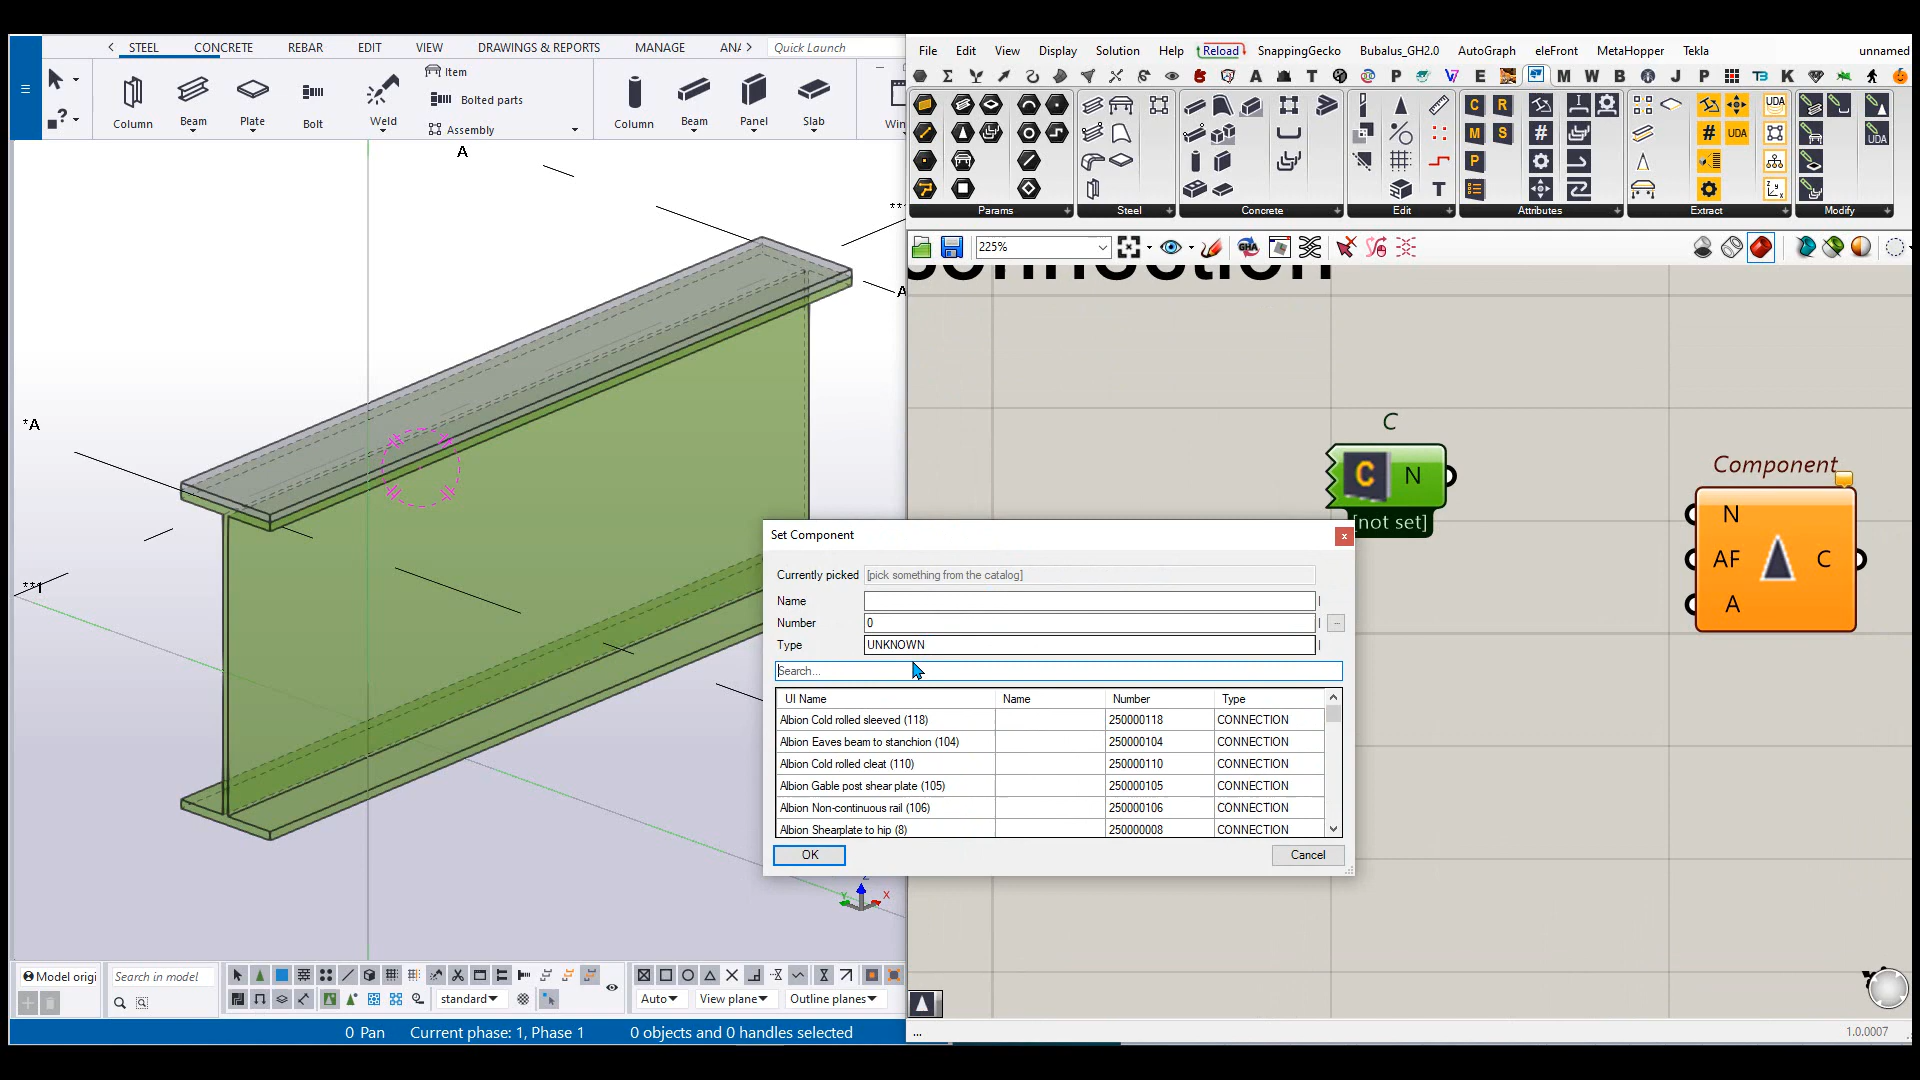 STEEL
CONCRETE
REBAR
EDIT
VIEW
DRAWINGS & REPORTS
MANAGE
Quick Launch
Column
Beam
Plate
Bolt
Weld
Item
Bolted parts
Assembly
Column
Beam
Panel
Slab
A
A
*A
**1
File Edit View Display Solution Help Reload SnappingGecko Bubalus_GH2.0 AutoGraph eleFront MetaHopper Tekla
unnamed
Params
Steel
Concrete
Edit
Attributes
Extract
Modify
225%
C
C N
[not set]
Component
N
AF
A
C
Set Component
Currently picked [pick something from the catalog]
Name
Number 0
Type UNKNOWN
Search...
UI Name Name Number Type
Albion Cold rolled sleeved (118) 250000118 CONNECTION
Albion Eaves beam to stanchion (104) 250000104 CONNECTION
Albion Cold rolled cleat (110) 250000110 CONNECTION
Albion Gable post shear plate (105) 250000105 CONNECTION
Albion Non-continuous rail (106) 250000106 CONNECTION
Albion Shearplate to hip (8) 250000008 CONNECTION
OK
Cancel
Model origi
Search in model
standard
Auto
View plane
Outline planes
0 Pan
Current phase: 1, Phase 1
0 objects and 0 handles selected
...
1.0.0007